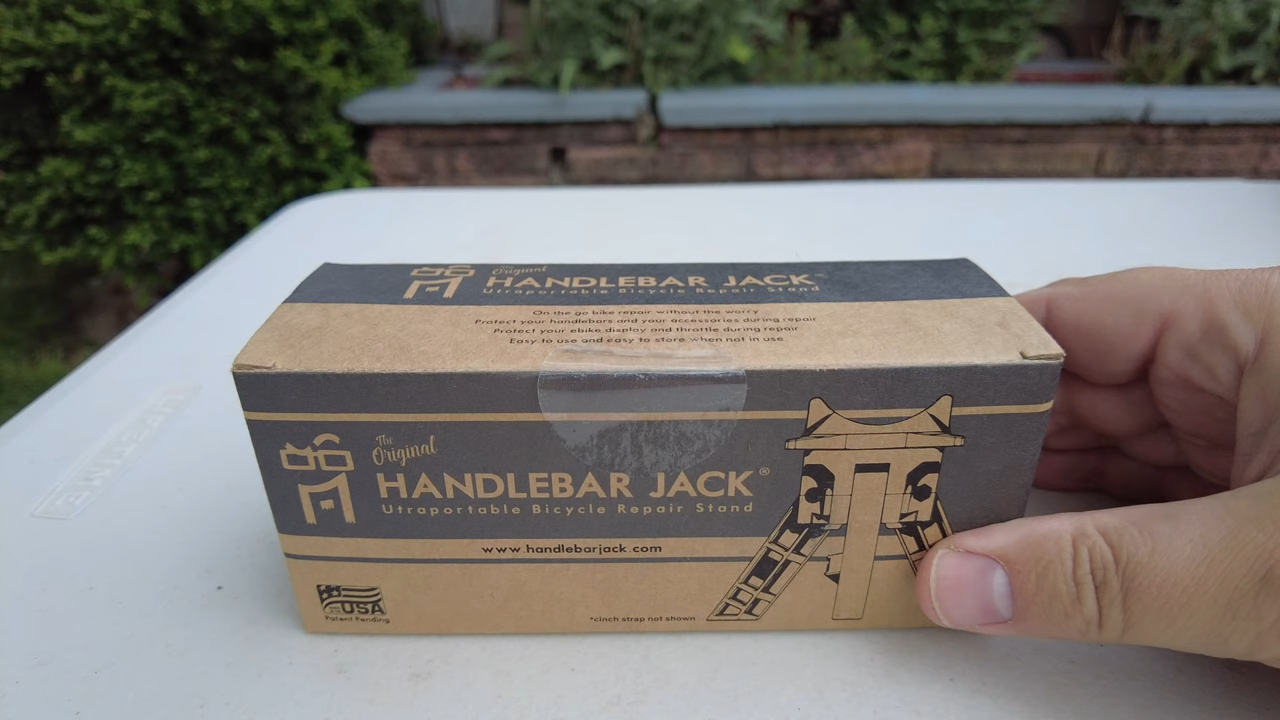 The Original
HANDLEBAR JACK™
Utraportable Bicycle Repair Stand
On the go bike repair without the worry
Protect your handlebars and your accessories during repair
Protect your ebike display and throttle during repair
Easy to use and easy to store when not in use
The Original
HANDLEBAR JACK®
Utraportable Bicycle Repair Stand
www.handlebarjack.com
USA
Patent Pending
*cinch strap not shown
LIFETIME